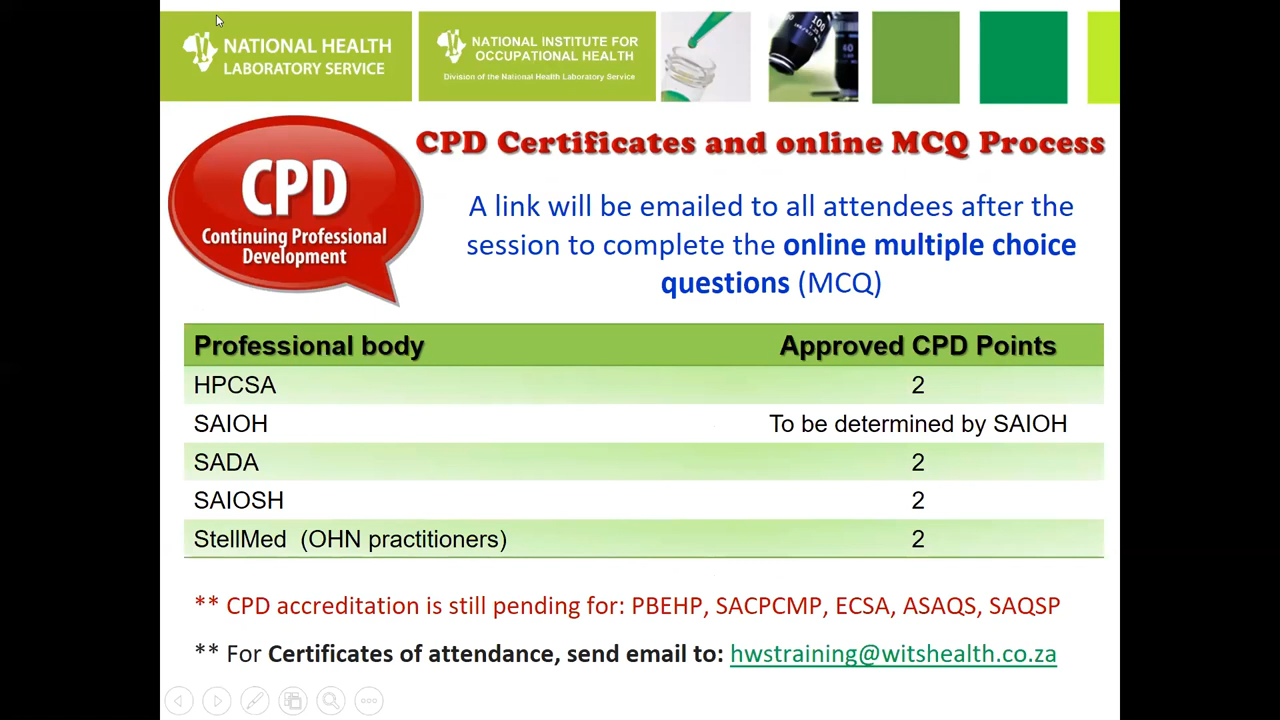 NATIONAL HEALTH
LABORATORY SERVICE
NATIONAL INSTITUTE FOR
OCCUPATIONAL HEALTH
Division of the National Health Laboratory Service
100
40
CPD
Continuing Professional
Development
CPD Certificates and online MCQ Process
A link will be emailed to all attendees after the
session to complete the online multiple choice
questions (MCQ)
Professional body Approved CPD Points
HPCSA 2
SAIOH To be determined by SAIOH
SADA 2
SAIOSH 2
StellMed (OHN practitioners) 2
** CPD accreditation is still pending for: PBEHP, SACPCMP, ECSA, ASAQS, SAQSP
** For Certificates of attendance, send email to: hwstraining@witshealth.co.za